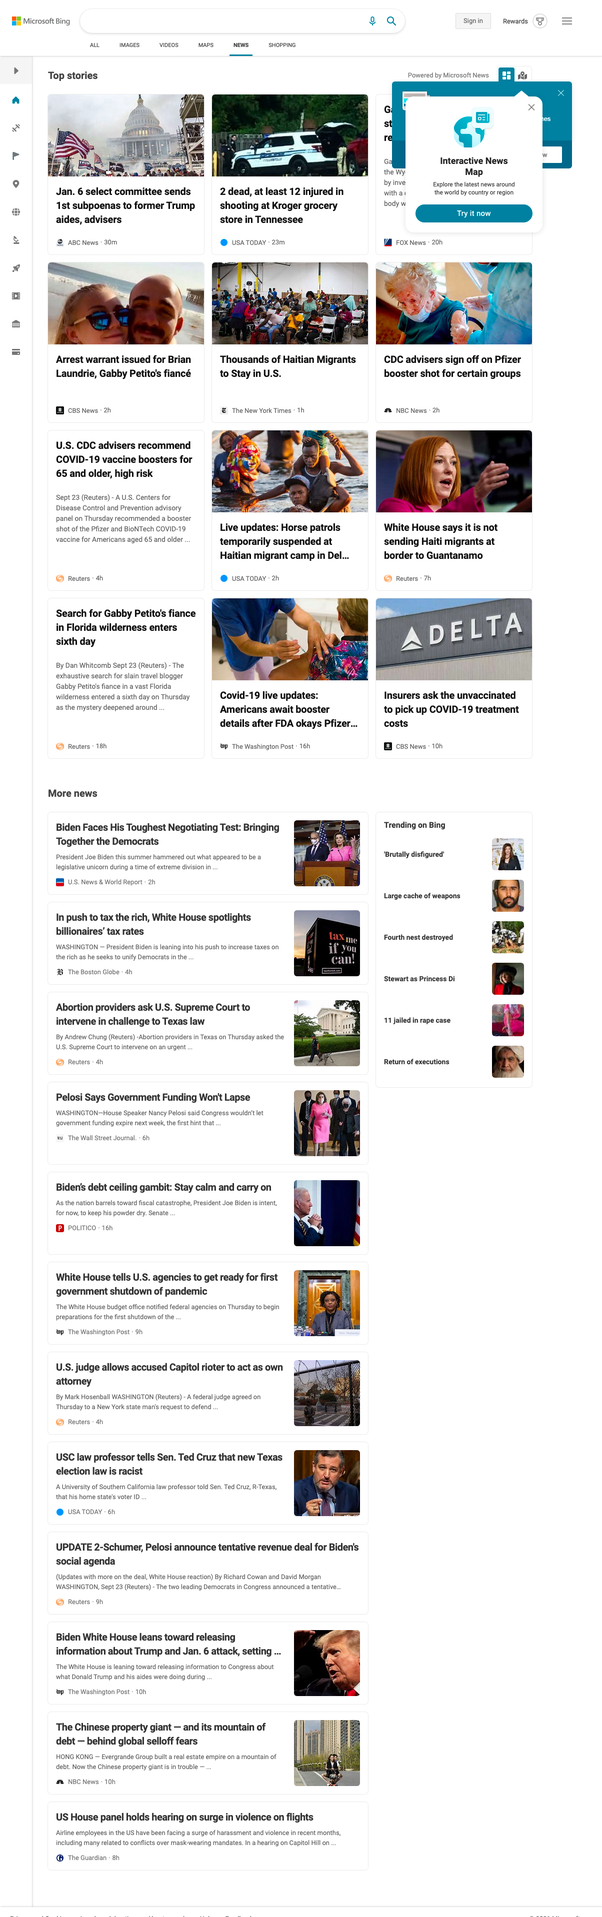 Microsoft Bing
Sign in
Rewards
ALL
IMAGES
VIDEOS
MAPS
NEWS
SHOPPING
Top stories
Powered by Microsoft News
Interactive News
Map
Explore the latest news around
the world by country or region
Try it now
Jan. 6 select committee sends
1st subpoenas to former Trump
aides, advisers
ABC News · 30m
2 dead, at least 12 injured in
shooting at Kroger grocery
store in Tennessee
USA TODAY · 23m
FOX News · 20h
Arrest warrant issued for Brian
Laundrie, Gabby Petito's fiancé
CBS News · 2h
Thousands of Haitian Migrants
to Stay in U.S.
The New York Times · 1h
CDC advisers sign off on Pfizer
booster shot for certain groups
NBC News · 2h
U.S. CDC advisers recommend
COVID-19 vaccine boosters for
65 and older, high risk
Sept 23 (Reuters) - A U.S. Centers for
Disease Control and Prevention advisory
panel on Thursday recommended a booster
shot of the Pfizer and BioNTech COVID-19
vaccine for Americans aged 65 and older ...
Reuters · 4h
Live updates: Horse patrols
temporarily suspended at
Haitian migrant camp in Del...
USA TODAY · 2h
White House says it is not
sending Haiti migrants at
border to Guantanamo
Reuters · 7h
Search for Gabby Petito's fiance
in Florida wilderness enters
sixth day
By Dan Whitcomb Sept 23 (Reuters) - The
exhaustive search for slain travel blogger
Gabby Petito's fiance in a vast Florida
wilderness entered a sixth day on Thursday
as the mystery deepened around ...
Reuters · 18h
Covid-19 live updates:
Americans await booster
details after FDA okays Pfizer...
The Washington Post · 16h
DELTA
Insurers ask the unvaccinated
to pick up COVID-19 treatment
costs
CBS News · 10h
More news
Biden Faces His Toughest Negotiating Test: Bringing
Together the Democrats
President Joe Biden this summer hammered out what appeared to be a
legislative unicorn during a time of extreme division in ...
U.S. News & World Report · 2h
In push to tax the rich, White House spotlights
billionaires' tax rates
WASHINGTON — President Biden is leaning into his push to increase taxes on
the rich as he seeks to unify Democrats in the ...
The Boston Globe · 4h
tax me
if you
can!
Abortion providers ask U.S. Supreme Court to
intervene in challenge to Texas law
By Andrew Chung (Reuters) -Abortion providers in Texas on Thursday asked the
U.S. Supreme Court to intervene on an urgent ...
Reuters · 4h
Pelosi Says Government Funding Won't Lapse
WASHINGTON—House Speaker Nancy Pelosi said Congress wouldn't let
government funding expire next week, the first hint that ...
The Wall Street Journal. · 6h
Biden's debt ceiling gambit: Stay calm and carry on
As the nation barrels toward fiscal catastrophe, President Joe Biden is intent,
for now, to keep his powder dry. Senate ...
POLITICO · 16h
White House tells U.S. agencies to get ready for first
government shutdown of pandemic
The White House budget office notified federal agencies on Thursday to begin
preparations for the first shutdown of the ...
The Washington Post · 9h
U.S. judge allows accused Capitol rioter to act as own
attorney
By Mark Hosenball WASHINGTON (Reuters) - A federal judge agreed on
Thursday to a New York state man's request to defend ...
Reuters · 4h
USC law professor tells Sen. Ted Cruz that new Texas
election law is racist
A University of Southern California law professor told Sen. Ted Cruz, R-Texas,
that his home state's voter ID ...
USA TODAY · 6h
UPDATE 2-Schumer, Pelosi announce tentative revenue deal for Biden's
social agenda
(Updates with more on the deal, White House reaction) By Richard Cowan and David Morgan
WASHINGTON, Sept 23 (Reuters) - The two leading Democrats in Congress announced a tentative...
Reuters · 9h
Biden White House leans toward releasing
information about Trump and Jan. 6 attack, setting ...
The White House is leaning toward releasing information to Congress about
what Donald Trump and his aides were doing during ...
The Washington Post · 10h
The Chinese property giant — and its mountain of
debt — behind global selloff fears
HONG KONG — Evergrande Group built a real estate empire on a mountain of
debt. Now the Chinese property giant is in trouble — ...
NBC News · 10h
US House panel holds hearing on surge in violence on flights
Airline employees in the US have been facing a surge of harassment and violence in recent months,
including many related to conflicts over mask-wearing mandates. In a hearing on Capitol Hill on ...
The Guardian · 8h
Trending on Bing
'Brutally disfigured'
Large cache of weapons
Fourth nest destroyed
Stewart as Princess Di
11 jailed in rape case
Return of executions